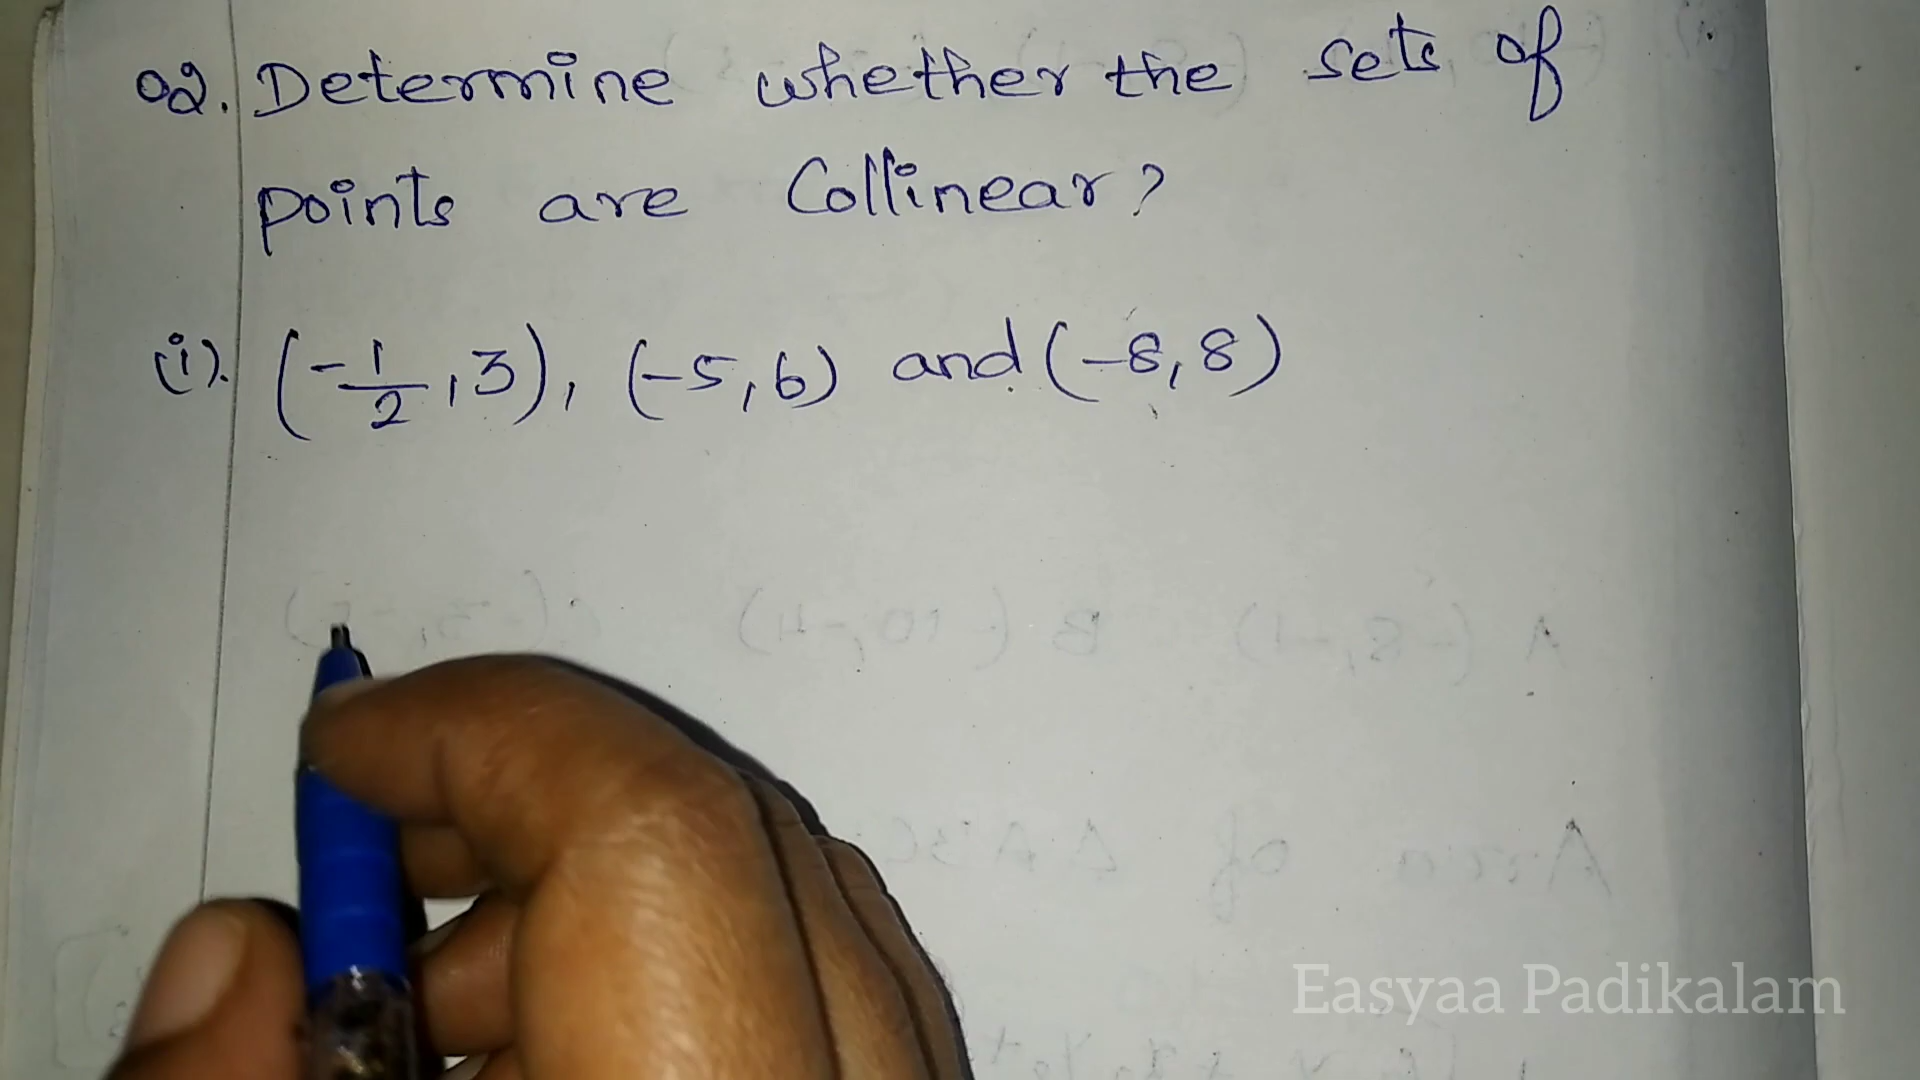 Q2. Determine whether the sets of
points are Collinear?
(i). (-1/2, 3), (-5, 6) and (-8, 8)
Easyaa Padikalam